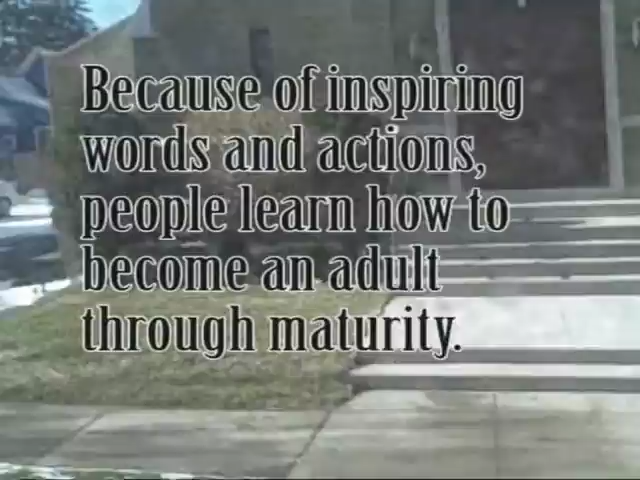 Because of inspiring
words and actions,
people learn how to
become an adult
through maturity.